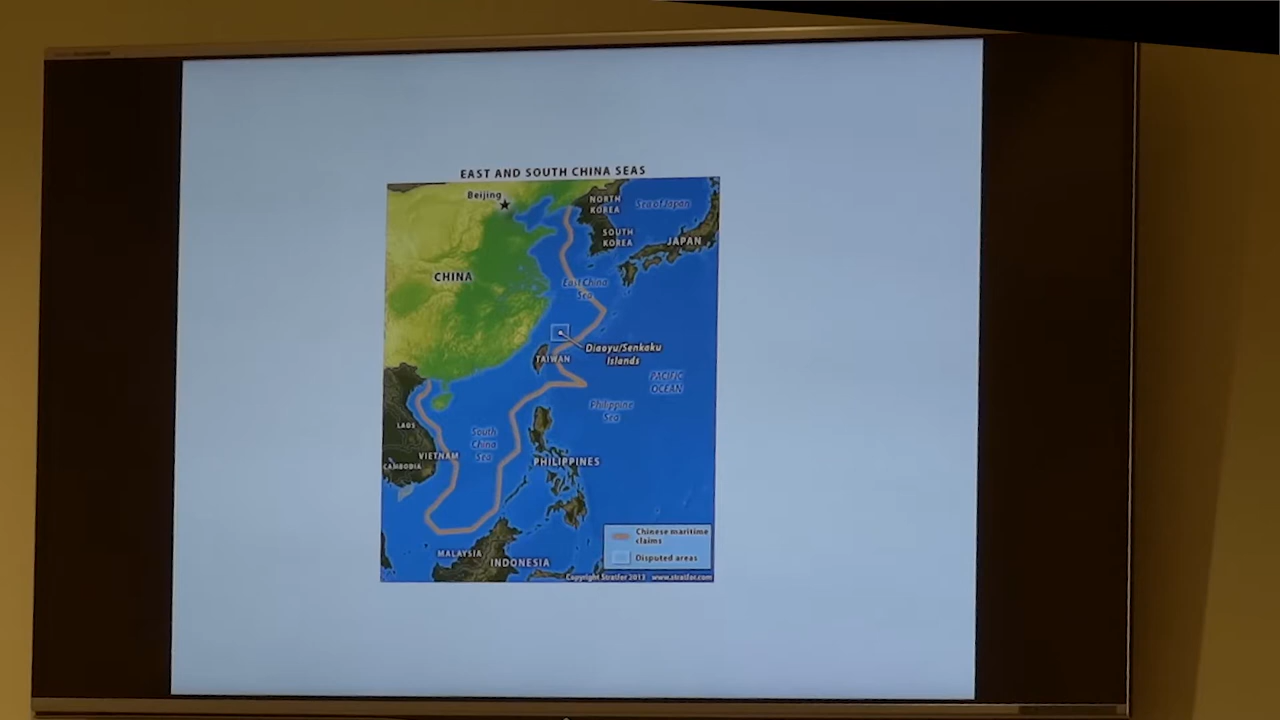 EAST AND SOUTH CHINA SEAS
Beijing
NORTH
KOREA
Sea of Japan
SOUTH
KOREA
JAPAN
CHINA
East China
Sea
Diaoyu/Senkaku
Islands
TAIWAN
PACIFIC
OCEAN
Philippine
Sea
LAOS
South
China
Sea
VIETNAM
CAMBODIA
PHILIPPINES
Chinese maritime
claims
Disputed areas
MALAYSIA
INDONESIA
Copyright Stratfor 2013 www.stratfor.com